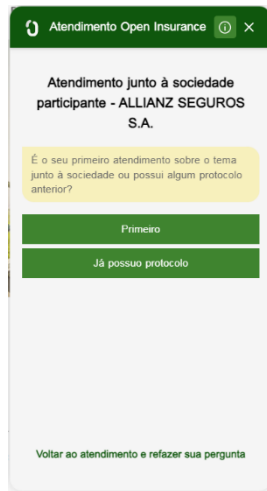 Atendimento Open Insurance
Atendimento junto à sociedade
participante - ALLIANZ SEGUROS
S.A.
É o seu primeiro atendimento sobre o tema
junto à sociedade ou possui algum protocolo
anterior?
Primeiro
Já possuo protocolo
Voltar ao atendimento e refazer sua pergunta